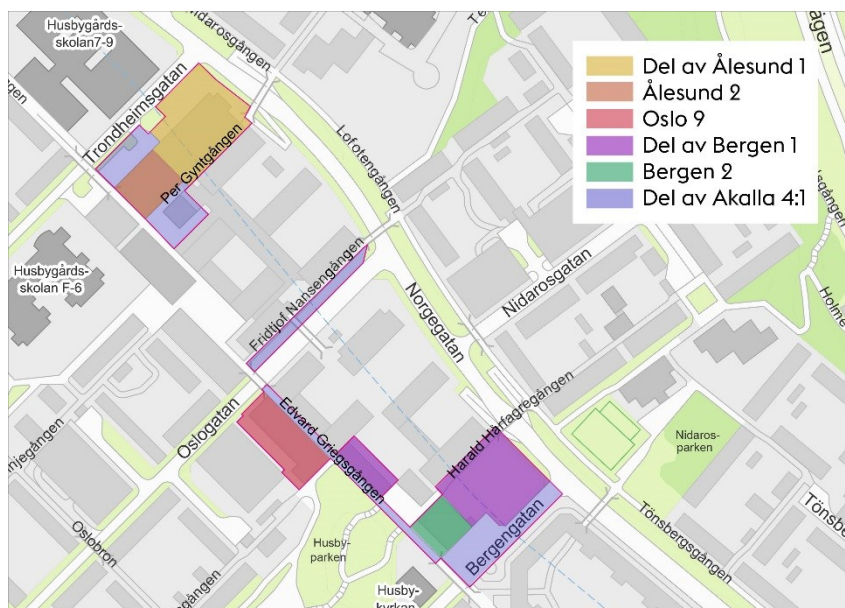 Husbygårds-
skolan7-9
Nidarosgången
Trondheimsgatan
Per Gyntgången
Lofotengången
Husbygårds-
skolan F-6
Fridtjof Nansengången
Norgegatan
Nidarosgatan
Oslogatan
Edvard Griegsgången
Harald Hårfagregången
Nidaros-
parken
Oslobron
Husby-
parken
Bergengatan
Tönsbergsgången
Husby-
kyrkan
Del av Ålesund 1
Ålesund 2
Oslo 9
Del av Bergen 1
Bergen 2
Del av Akalla 4:1